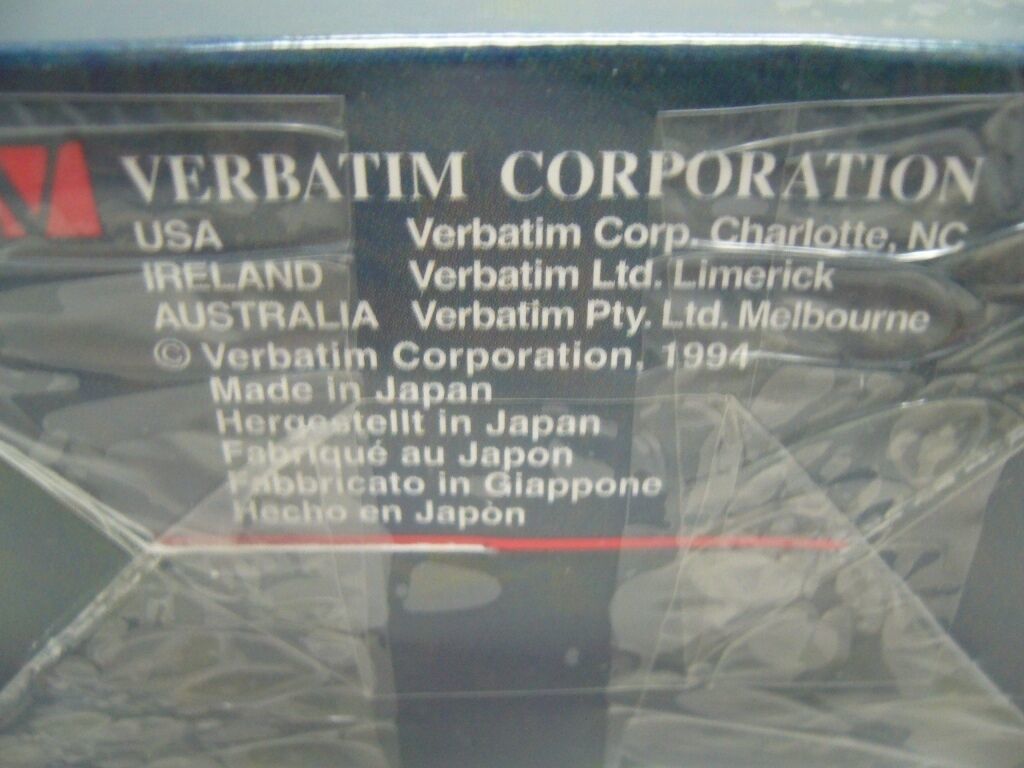 VERBATIM CORPORATION
USA Verbatim Corp. Charlotte, NC
IRELAND Verbatim Ltd. Limerick
AUSTRALIA Verbatim Pty. Ltd. Melbourne
© Verbatim Corporation, 1994
Made in Japan
Hergestellt in Japan
Fabriqué au Japon
Fabbricato in Giappone
Hecho en Japòn